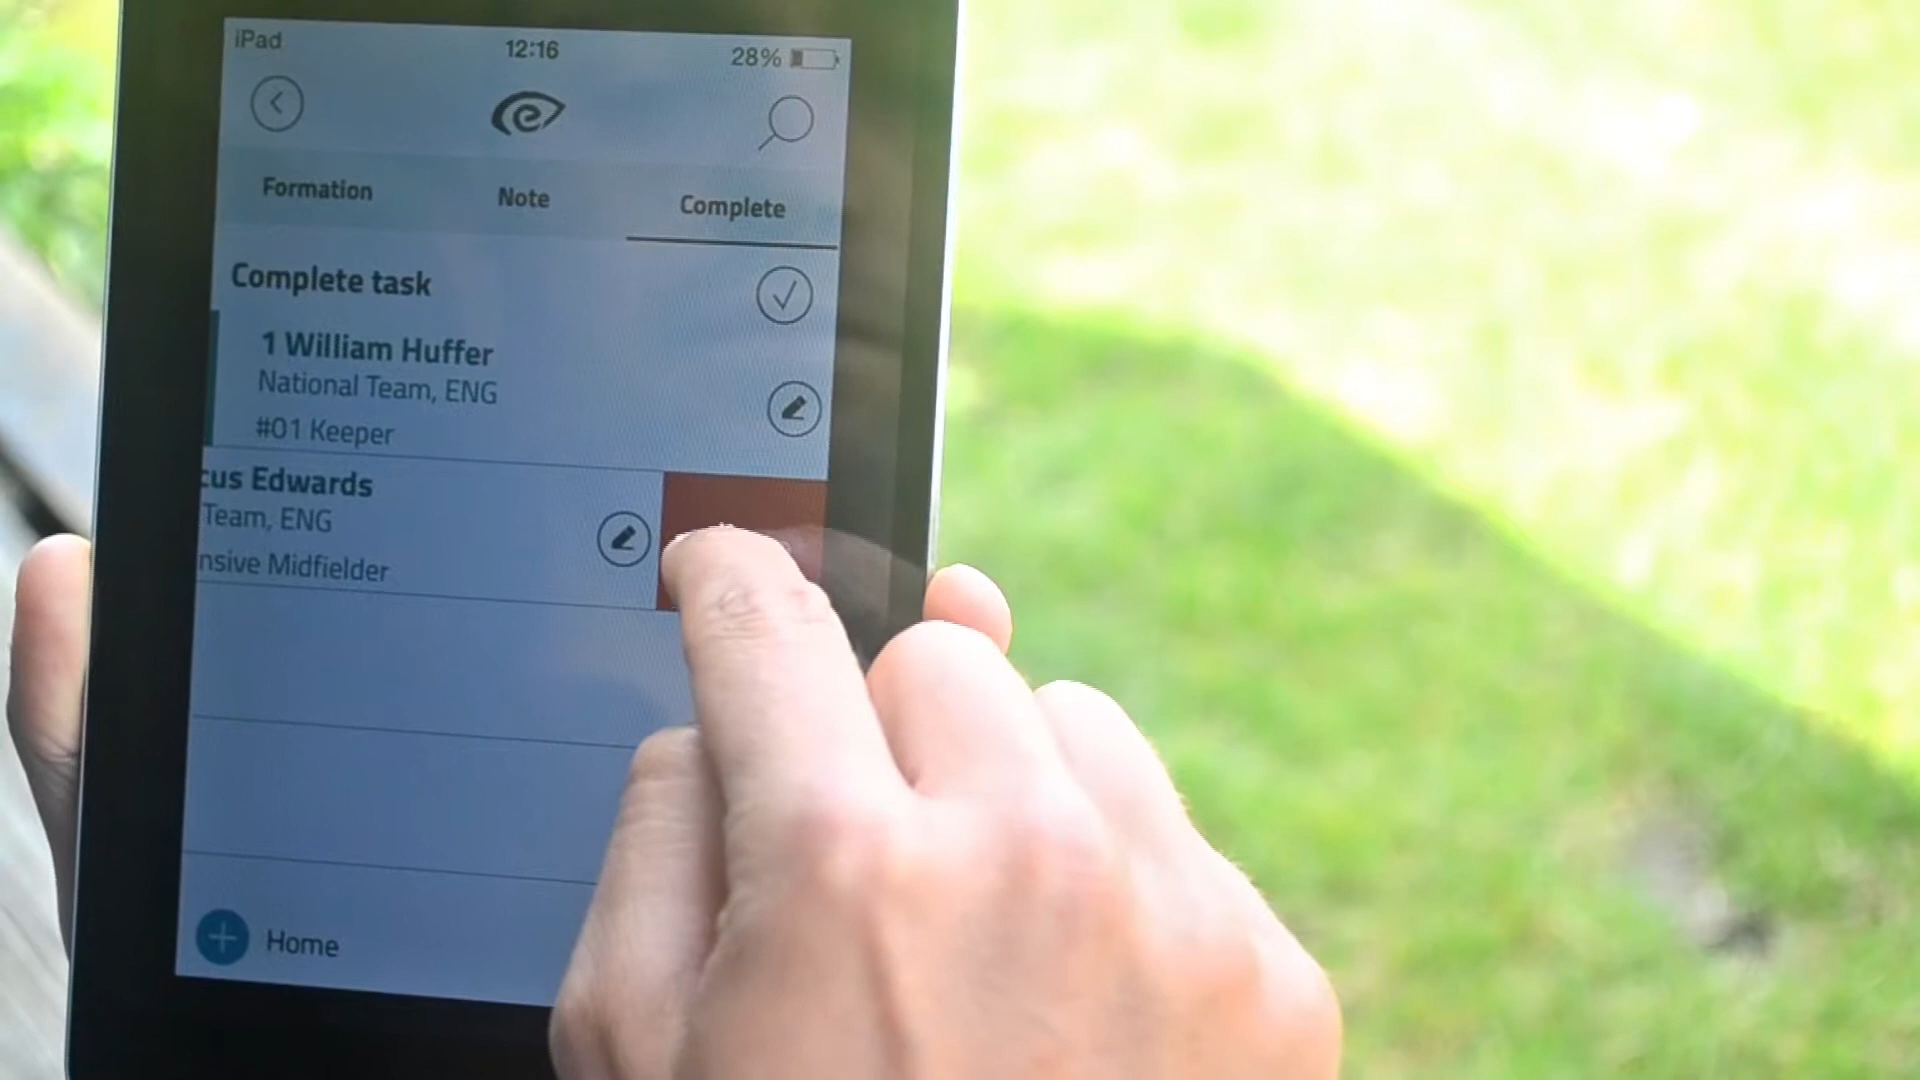 iPad 12:16 28%
Formation Note Complete
Complete task
1 William Huffer
National Team, ENG
#01 Keeper
cus Edwards
Team, ENG
nsive Midfielder
Home